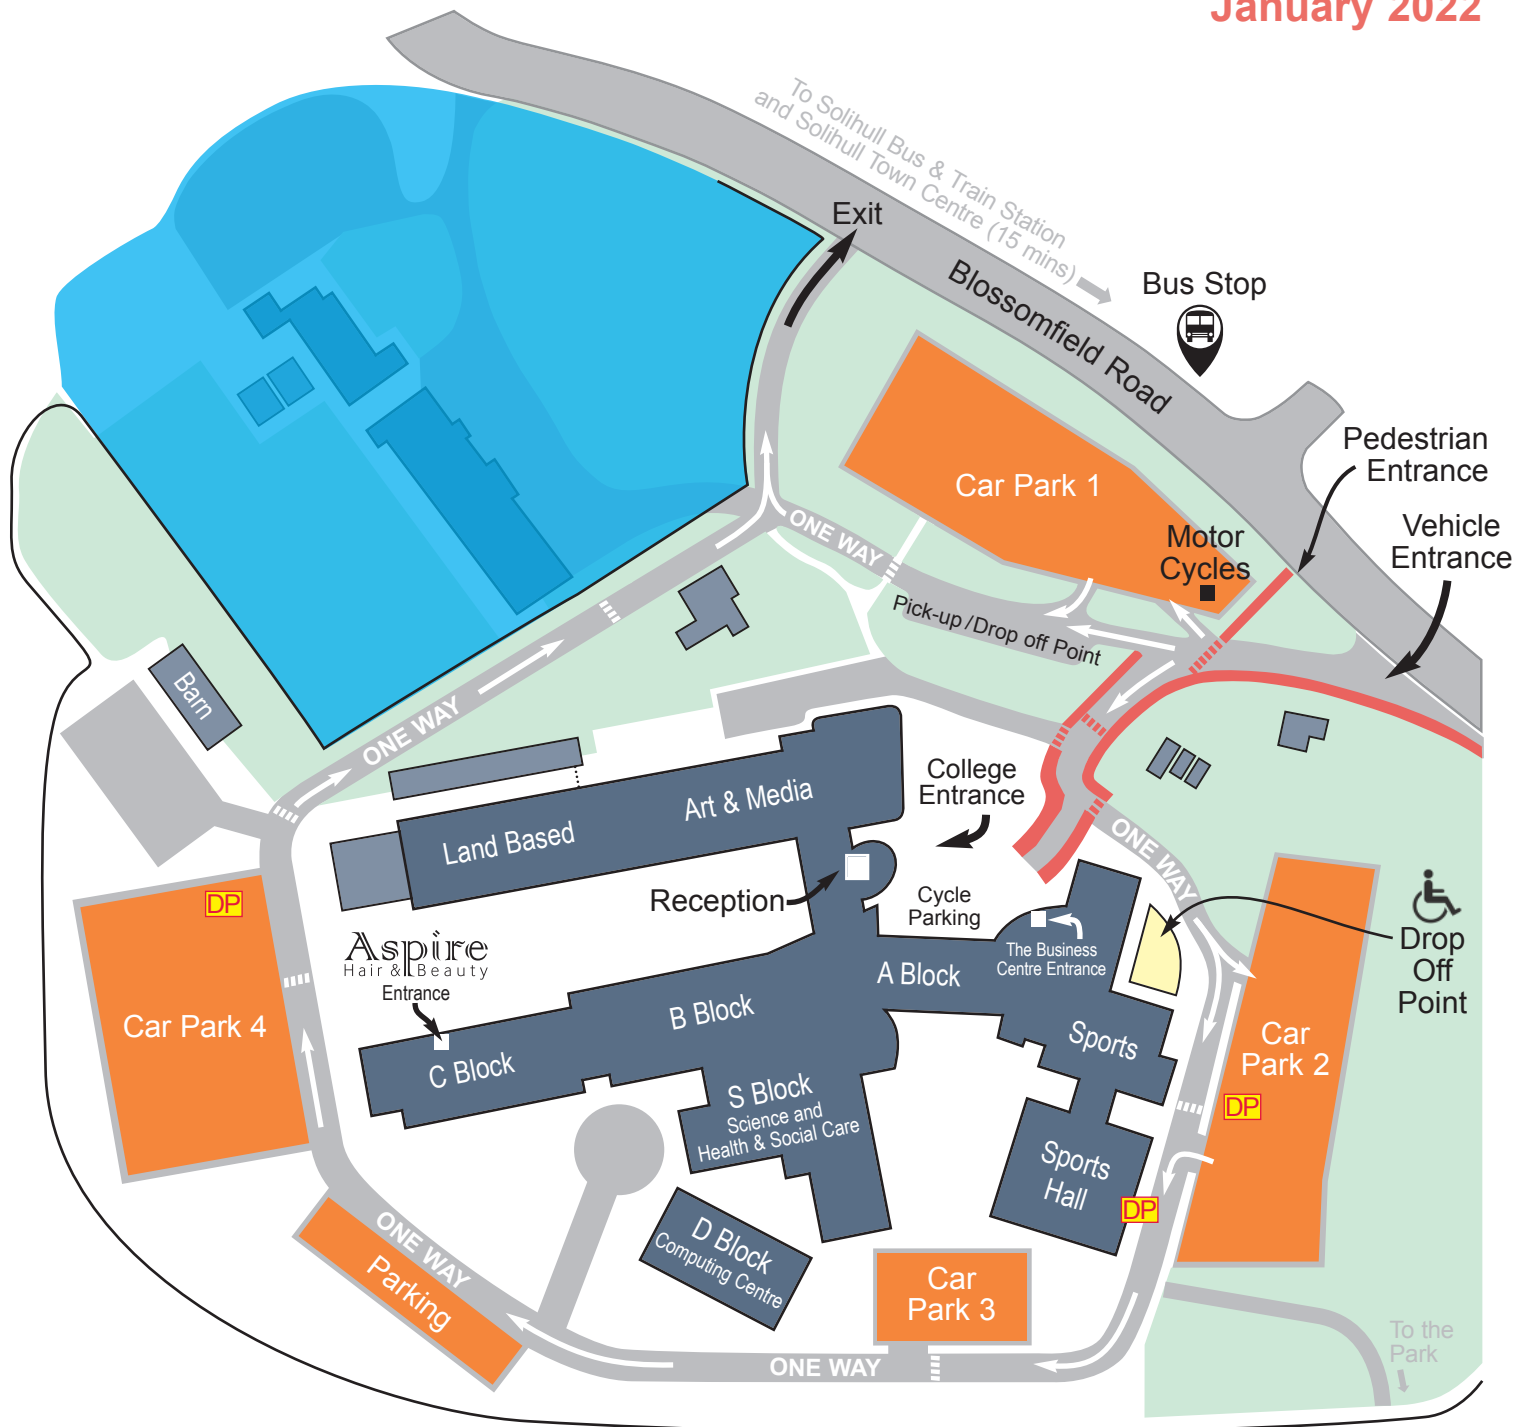 January 2022
To Solihull Bus & Train Station
and Solihull Town Centre (15 mins)
Exit
Blossomfield Road
Bus Stop
Pedestrian
Entrance
Vehicle
Entrance
Car Park 1
Motor
Cycles
ONE WAY
Pick-up/Drop off Point
Barn
ONE WAY
College
Entrance
Art & Media
Land Based
ONE WAY
Reception
Cycle
Parking
DP
Aspire
Hair & Beauty
Entrance
The Business
Centre Entrance
Drop
Off
Point
A Block
B Block
C Block
Car Park 4
Sports
Car
Park 2
S Block
Science and
Health & Social Care
DP
Sports
Hall
DP
D Block
Computing Centre
ONE WAY
Parking
Car
Park 3
To the
Park
ONE WAY